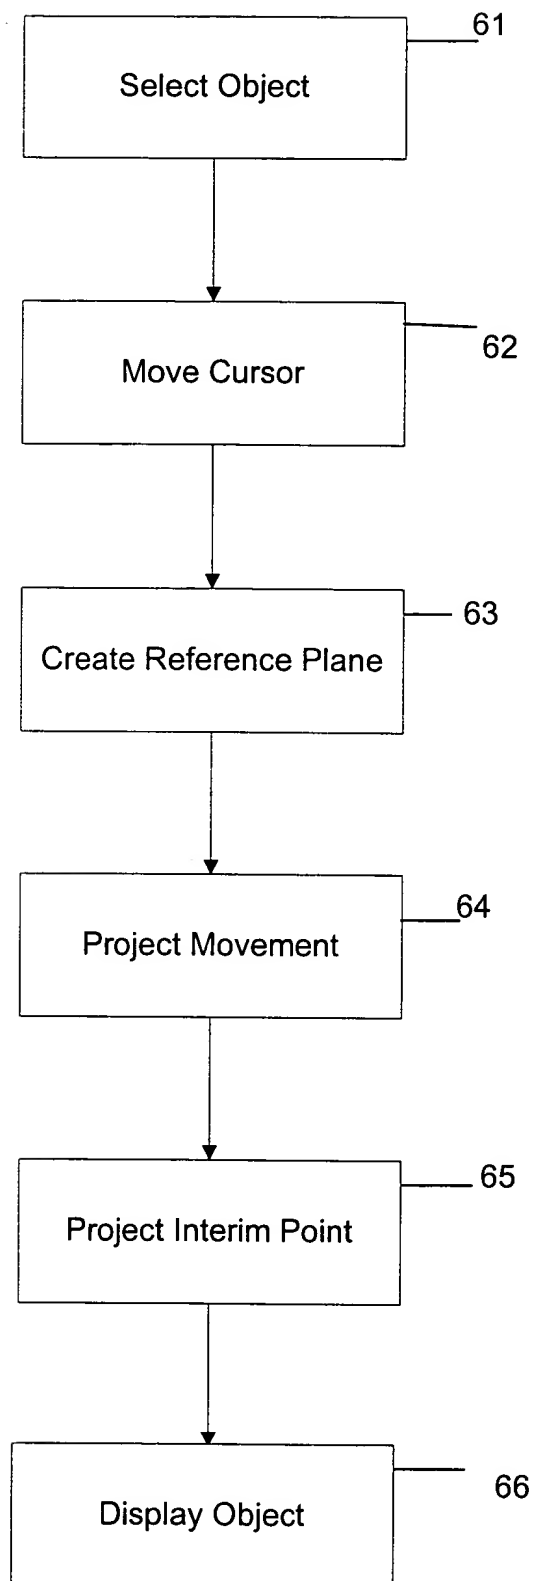 61
Select Object
62
Move Cursor
63
Create Reference Plane
64
Project Movement
65
Project Interim Point
66
Display Object